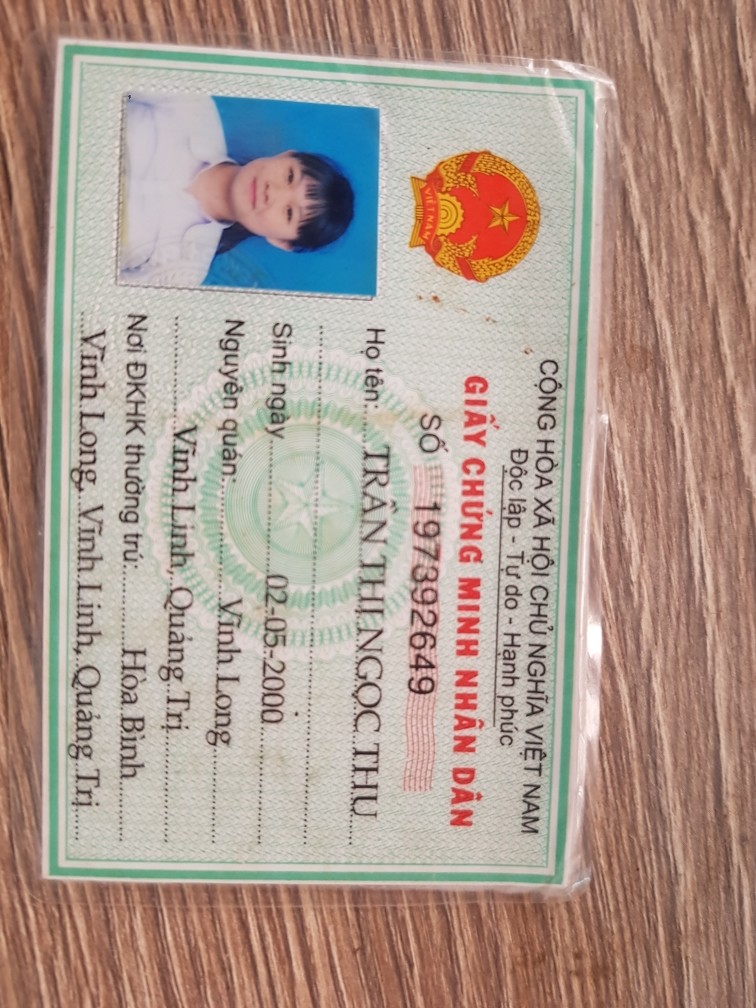 CỘNG HÒA XÃ HỘI CHỦ NGHĨA VIỆT NAM
Độc lập - Tự do - Hạnh phúc
GIẤY CHỨNG MINH NHÂN DÂN
SỐ 197392649
Họ tên: TRẦN THỊ NGỌC THU
Sinh ngày 02-05-2000
Nguyên quán: Vĩnh Long
Vĩnh Linh, Quảng Trị
Nơi ĐKHK thường trú: Hòa Bình
Vĩnh Long, Vĩnh Linh, Quảng Trị
VIỆT NAM